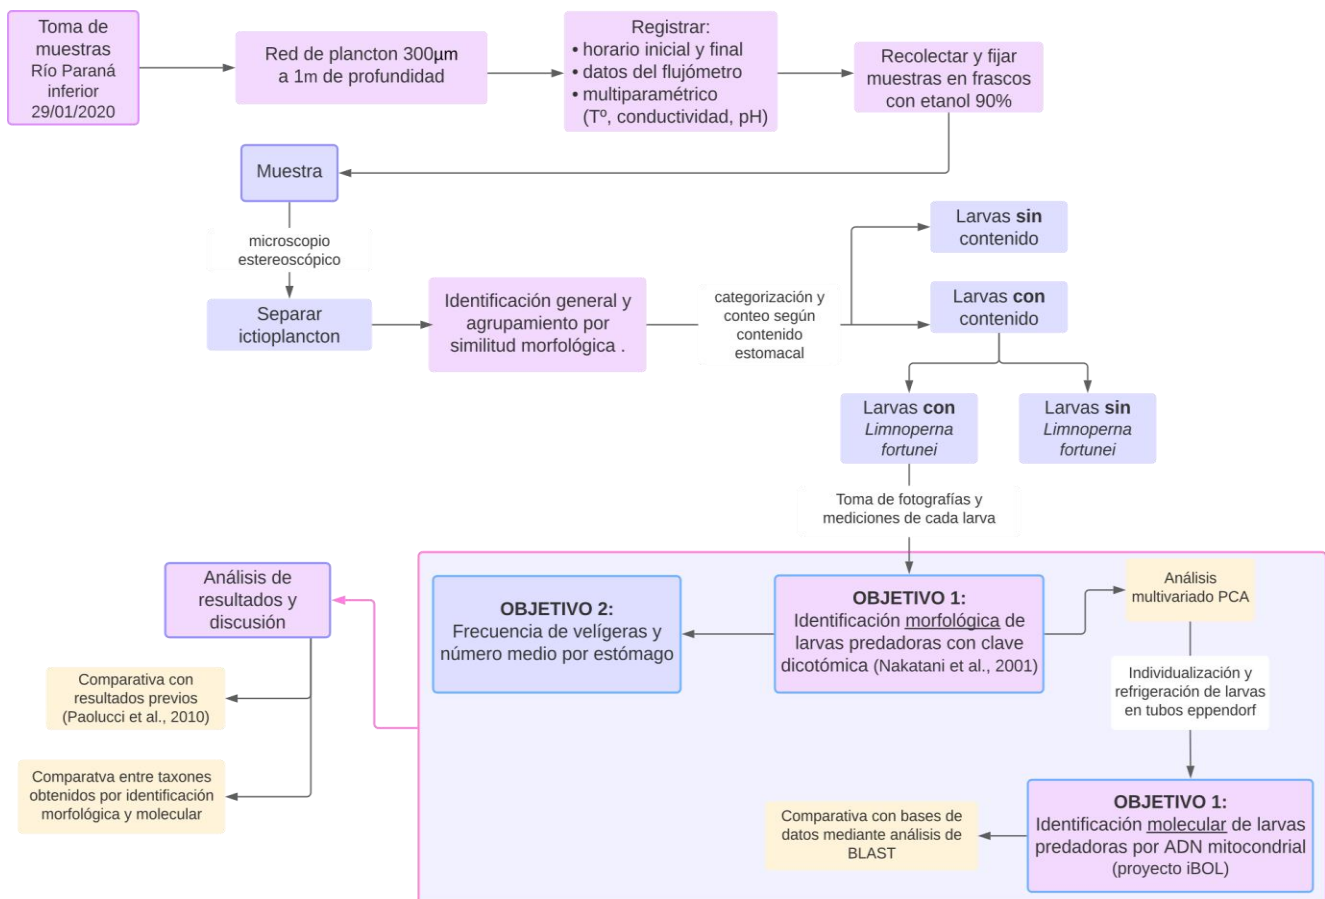 Toma de
muestras
Río Paraná
inferior
29/01/2020
Red de plancton 300µm
a 1m de profundidad
Registrar:
• horario inicial y final
• datos del flujómetro
• multiparamétrico
(Tº, conductividad, pH)
Recolectar y fijar
muestras en frascos
con etanol 90%
Muestra
microscopio
estereoscópico
Separar
ictioplancton
Identificación general y
agrupamiento por
similitud morfológica .
categorización y
conteo según
contenido
estomacal
Larvas sin
contenido
Larvas con
contenido
Larvas con
Limnoperna
fortunei
Larvas sin
Limnoperna
fortunei
Toma de fotografías y
mediciones de cada larva
OBJETIVO 1:
Identificación morfológica de
larvas predadoras con clave
dicotómica (Nakatani et al., 2001)
OBJETIVO 2:
Frecuencia de velígeras y
número medio por estómago
Análisis
multivariado PCA
Individualización y
refrigeración de larvas
en tubos eppendorf
OBJETIVO 1:
Identificación molecular de larvas
predadoras por ADN mitocondrial
(proyecto iBOL)
Comparativa con bases de
datos mediante análisis de
BLAST
Análisis de
resultados y
discusión
Comparativa con
resultados previos
(Paolucci et al., 2010)
Comparatva entre taxones
obtenidos por identificación
morfológica y molecular